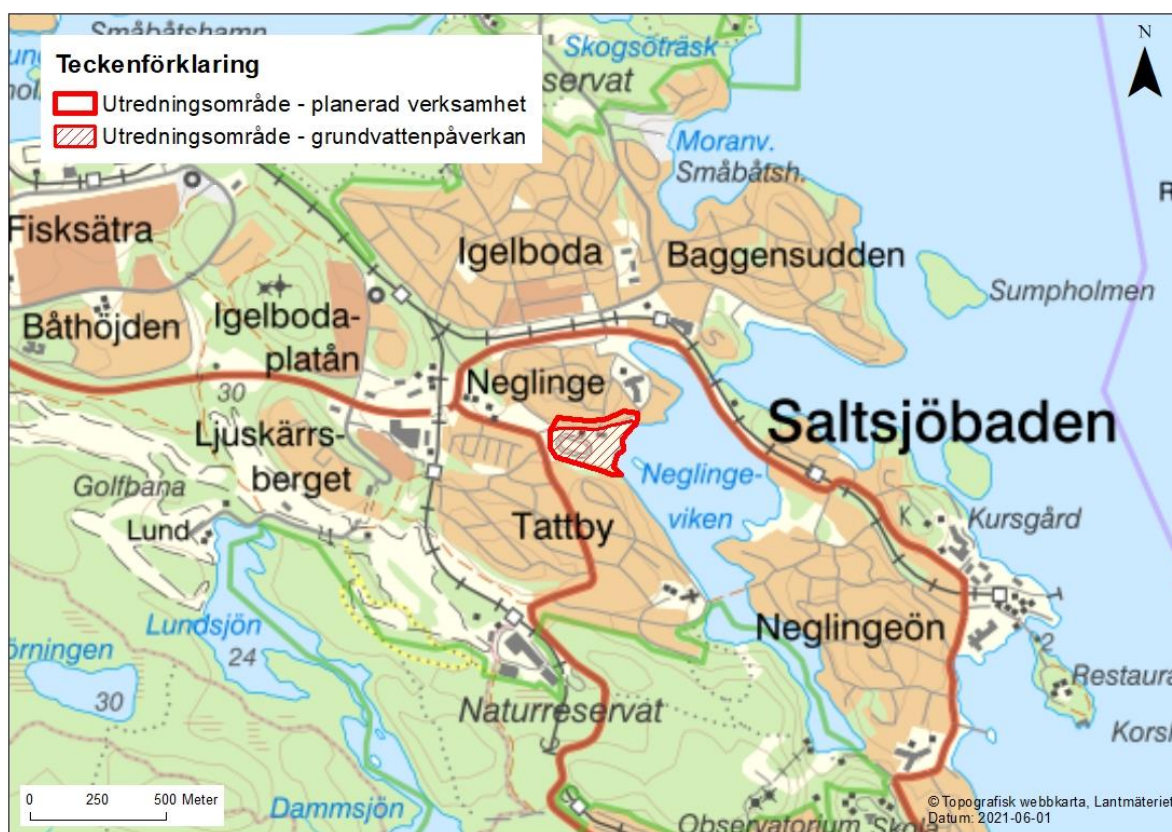 Småbåtshamn
Skogsöträsk
Teckenförklaring
Utredningsområde - planerad verksamhet
Utredningsområde - grundvattenpåverkan
N
Moranv.
Småbåtsh.
Fisksätra
Igelboda
Baggensudden
Sumpholmen
Båthöjden
Igelboda-
platån
30
Neglinge
Saltsjöbaden
Ljuskärrs-
berget
Golfbana
Lund
Neglinge-
viken
K
Kursgård
Tattby
Lundsjön
24
Neglingeön
2
30
Naturreservat
Dammsjön
0 250 500 Meter
© Topografisk webbkarta, Lantmäteriet
Datum: 2021-06-01
Observatorium